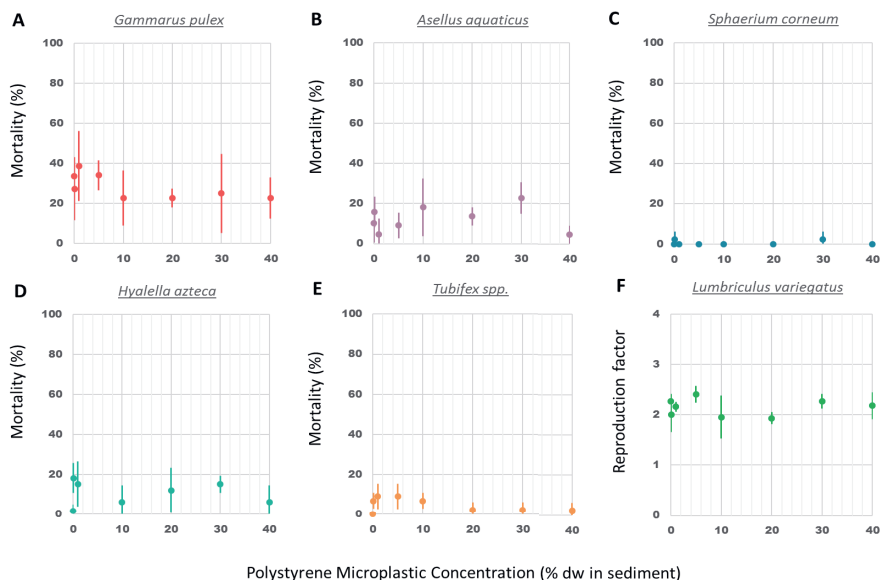 A Gammarus pulex
B Asellus aquaticus
C Sphaerium corneum
Mortality (%)
100
80
60
40
20
0
0 10 20 30 40
Mortality (%)
100
80
60
40
20
0
0 10 20 30 40
Mortality (%)
100
80
60
40
20
0
0 10 20 30 40
D Hyalella azteca
E Tubifex spp.
F Lumbriculus variegatus
Mortality (%)
100
80
60
40
20
0
0 10 20 30 40
Mortality (%)
100
80
60
40
20
0
0 10 20 30 40
Reproduction factor
4
3
2
1
0
0 10 20 30 40
Polystyrene Microplastic Concentration (% dw in sediment)